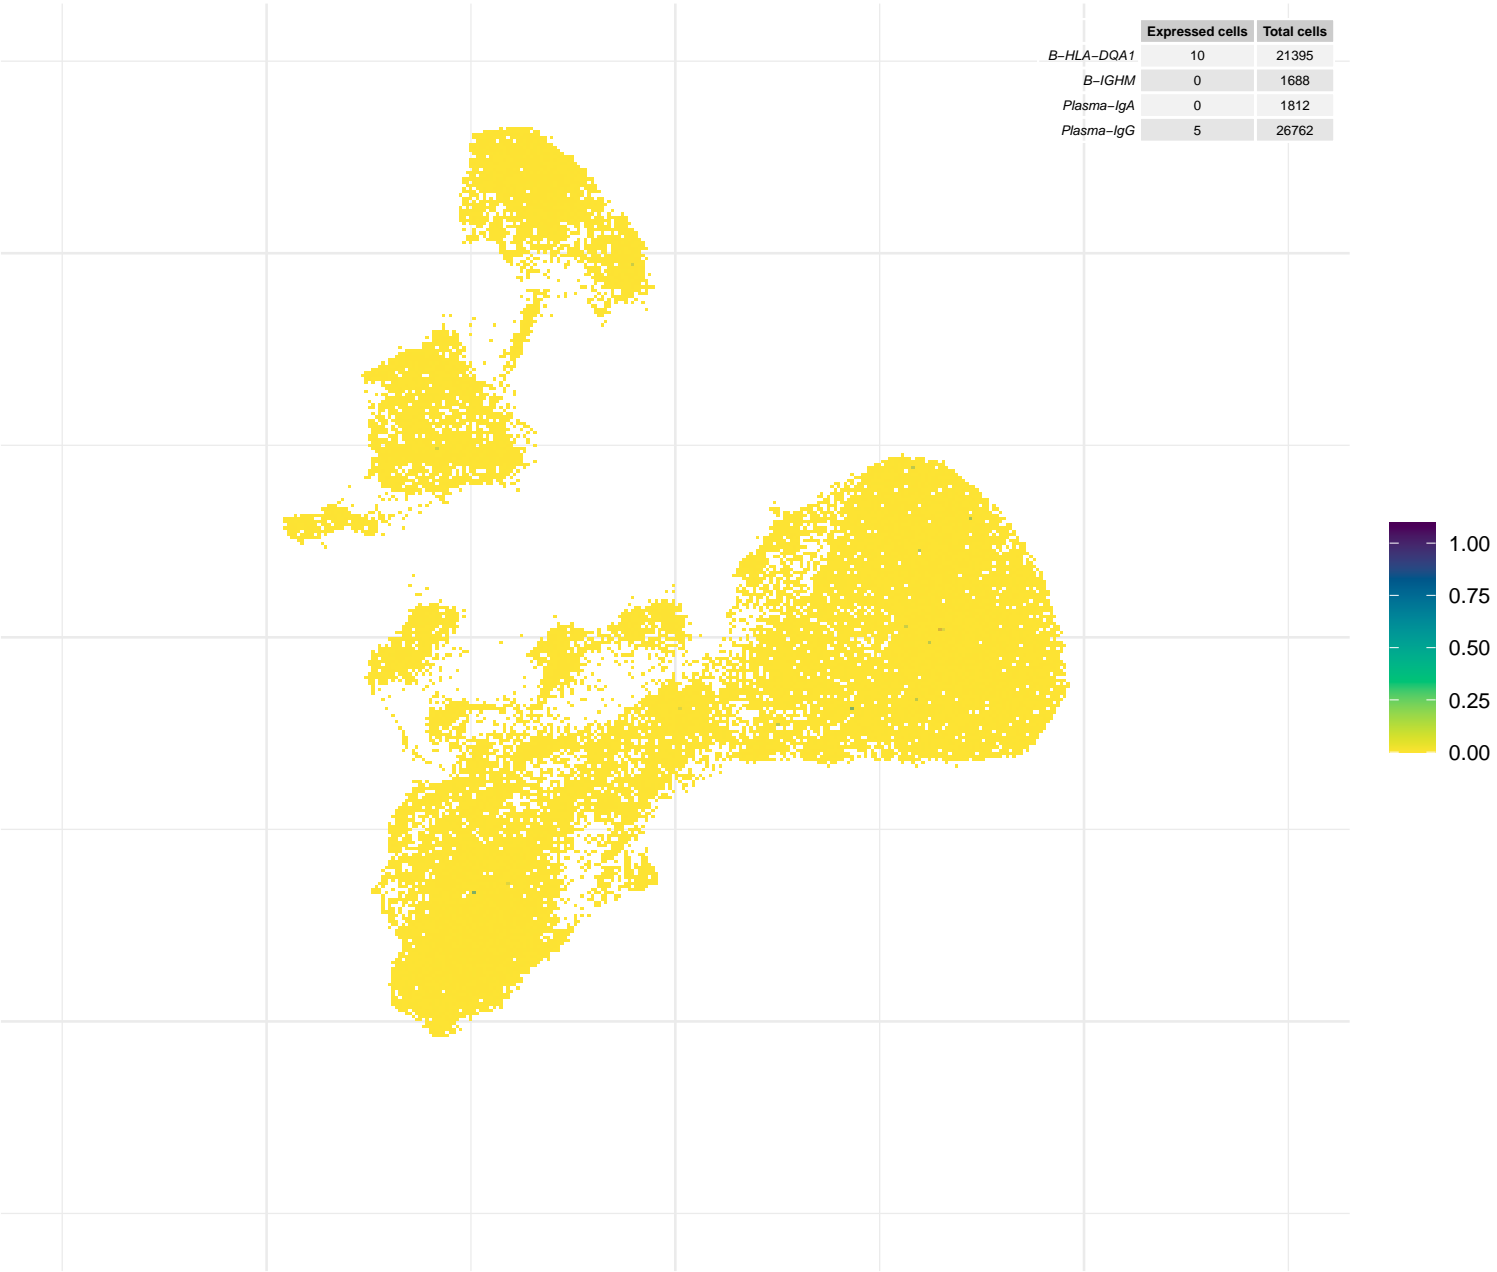 Expressed cells Total cells
B−HLA−DQA1 10 21395
B−IGHM 0 1688
Plasma−IgA 0 1812
Plasma−IgG 5 26762
1.00
0.75
0.50
0.25
0.00